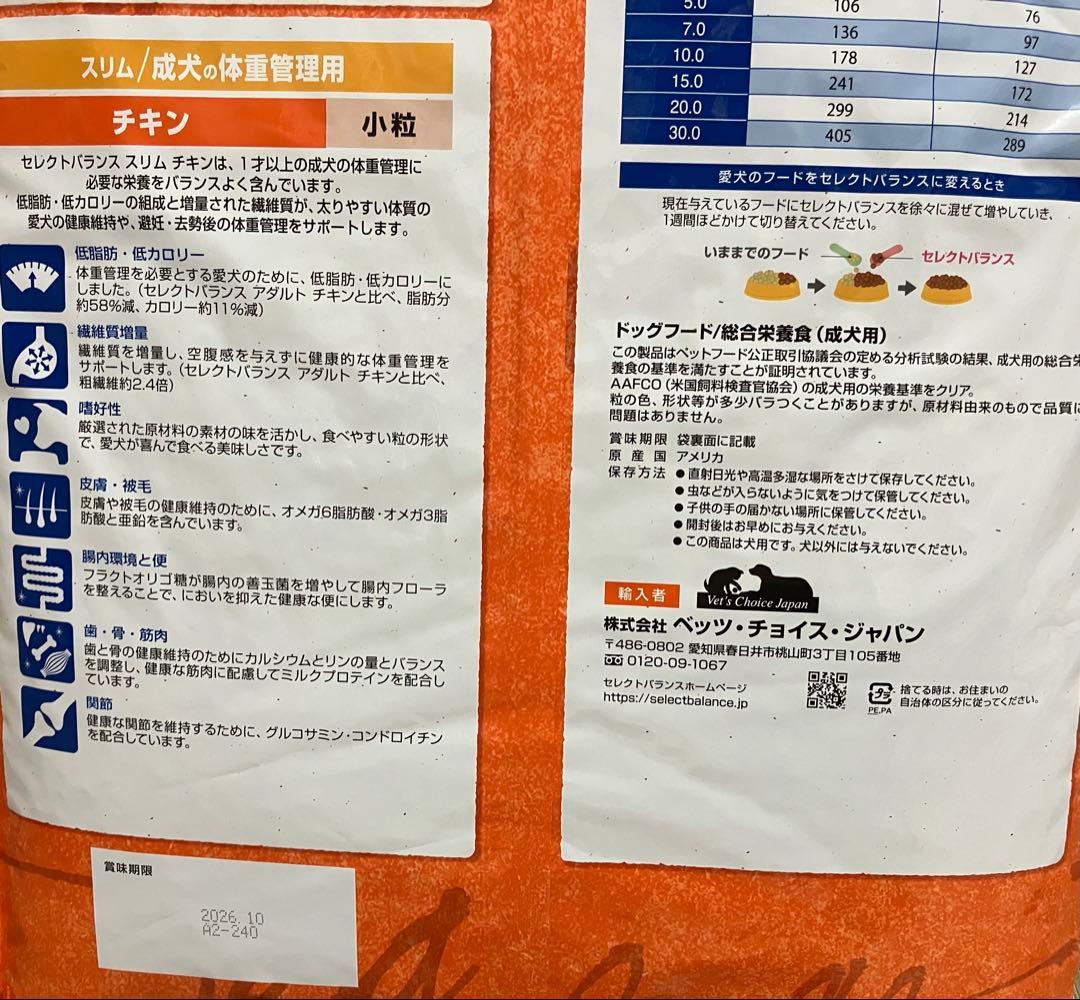 スリム/成犬の体重管理用
チキン
小粒
セレクトバランス スリム チキンは、1才以上の成犬の体重管理に
必要な栄養をバランスよく含んでいます。
低脂肪・低カロリーの組成と増量された繊維質が、太りやすい体質の
愛犬の健康維持や、避妊・去勢後の体重管理をサポートします。
低脂肪・低カロリー
体重管理を必要とする愛犬のために、低脂肪・低カロリーに
しました。(セレクトバランス アダルト チキンと比べ、脂肪分
約58%減、カロリー約11%減)
繊維質増量
繊維質を増量し、空腹感を与えずに健康的な体重管理を
サポートします。(セレクトバランス アダルト チキンと比べ、
粗繊維約2.4倍)
嗜好性
厳選された原材料の素材の味を活かし、食べやすい粒の形状
で、愛犬が喜んで食べる美味しさです。
皮膚・被毛
皮膚や被毛の健康維持のために、オメガ6脂肪酸・オメガ3脂
肪酸と亜鉛を含んでいます。
腸内環境と便
フラクトオリゴ糖が腸内の善玉菌を増やして腸内フローラ
を整えることで、においを抑えた健康な便にします。
歯・骨・筋肉
歯と骨の健康維持のためにカルシウムとリンの量とバランス
を調整し、健康な筋肉に配慮してミルクプロテインを配合し
ています。
関節
健康な関節を維持するために、グルコサミン・コンドロイチン
を配合しています。
賞味期限
2026.10
A2-240
5.0 106 76
7.0 136 97
10.0 178 127
15.0 241 172
20.0 299 214
30.0 405 289
愛犬のフードをセレクトバランスに変えるとき
現在与えているフードにセレクトバランスを徐々に混ぜて増やしていき、
1週間ほどかけて切り替えてください。
いままでのフード
セレクトバランス
ドッグフード/総合栄養食(成犬用)
この製品はペットフード公正取引協議会の定める分析試験の結果、成犬用の総合栄
養食の基準を満たすことが証明されています。
AAFCO(米国飼料検査官協会)の成犬用の栄養基準をクリア。
粒の色、形状等が多少バラつくことがありますが、原材料由来のもので品質に
問題はありません。
賞味期限 袋裏面に記載
原産国 アメリカ
保存方法 ●直射日光や高温多湿な場所をさけて保存してください。
●虫などが入らないように気をつけて保管してください。
●子供の手の届かない場所に保管してください。
●開封後はお早めにお与えください。
●この商品は犬用です。犬以外には与えないでください。
輸入者
Vet's Choice Japan
株式会社 ベッツ・チョイス・ジャパン
〒486-0802 愛知県春日井市桃山町3丁目105番地
0120-09-1067
セレクトバランスホームページ
https://selectbalance.jp
プラ
PE,PA
捨てる時は、お住まいの
自治体の区分に従ってください。